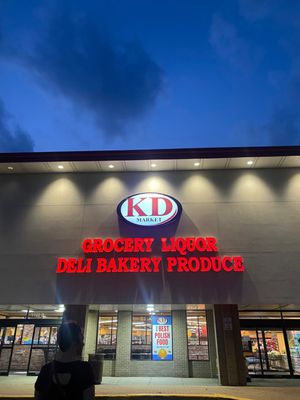 KD
MARKET
GROCERY LIQUOR
DELI BAKERY PRODUCE
BEST
POLISH
FOOD